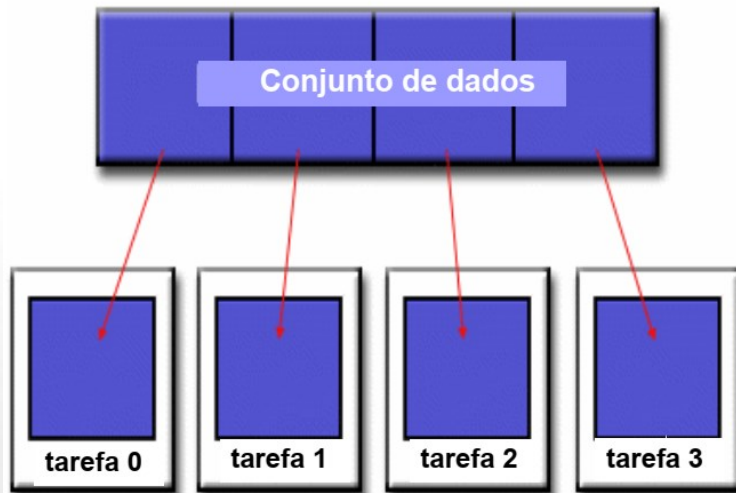 Conjunto de dados
tarefa 0
tarefa 1
tarefa 2
tarefa 3